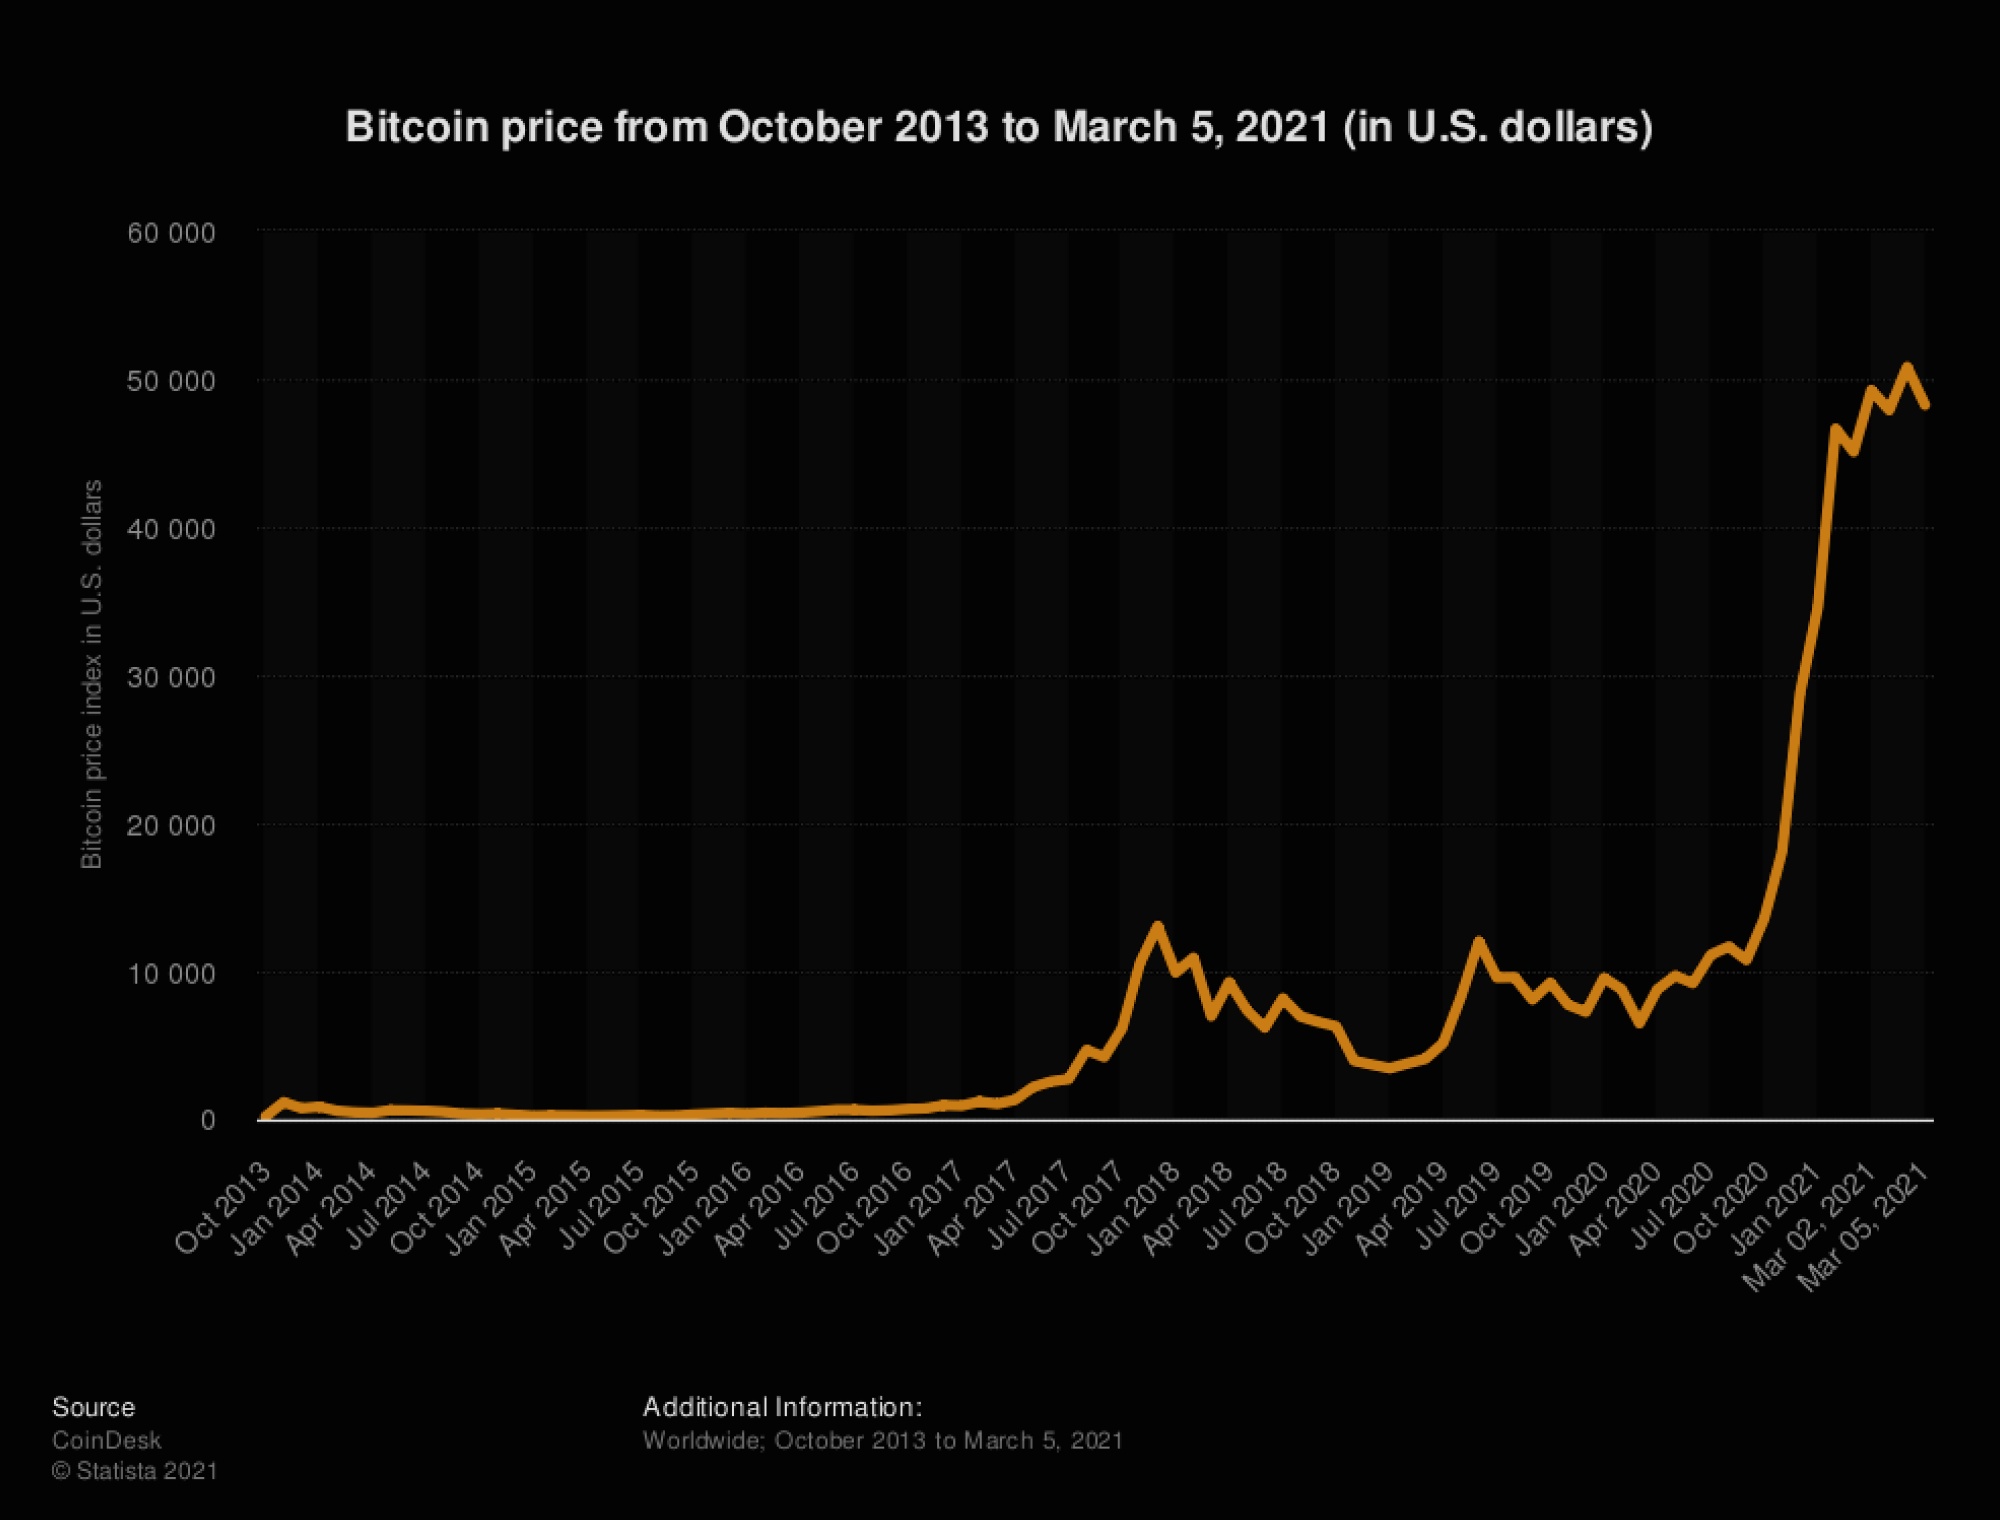 Bitcoin price from October 2013 to March 5, 2021 (in U.S. dollars)
Bitcoin price index in U.S. dollars
60 000
50 000
40 000
30 000
20 000
10 000
0
Oct 2013
Jan 2014
Apr 2014
Jul 2014
Oct 2014
Jan 2015
Apr 2015
Jul 2015
Oct 2015
Jan 2016
Apr 2016
Jul 2016
Oct 2016
Jan 2017
Apr 2017
Jul 2017
Oct 2017
Jan 2018
Apr 2018
Jul 2018
Oct 2018
Jan 2019
Apr 2019
Jul 2019
Oct 2019
Jan 2020
Apr 2020
Jul 2020
Oct 2020
Jan 2021
Mar 02, 2021
Mar 05, 2021
Source
CoinDesk
© Statista 2021
Additional Information:
Worldwide; October 2013 to March 5, 2021